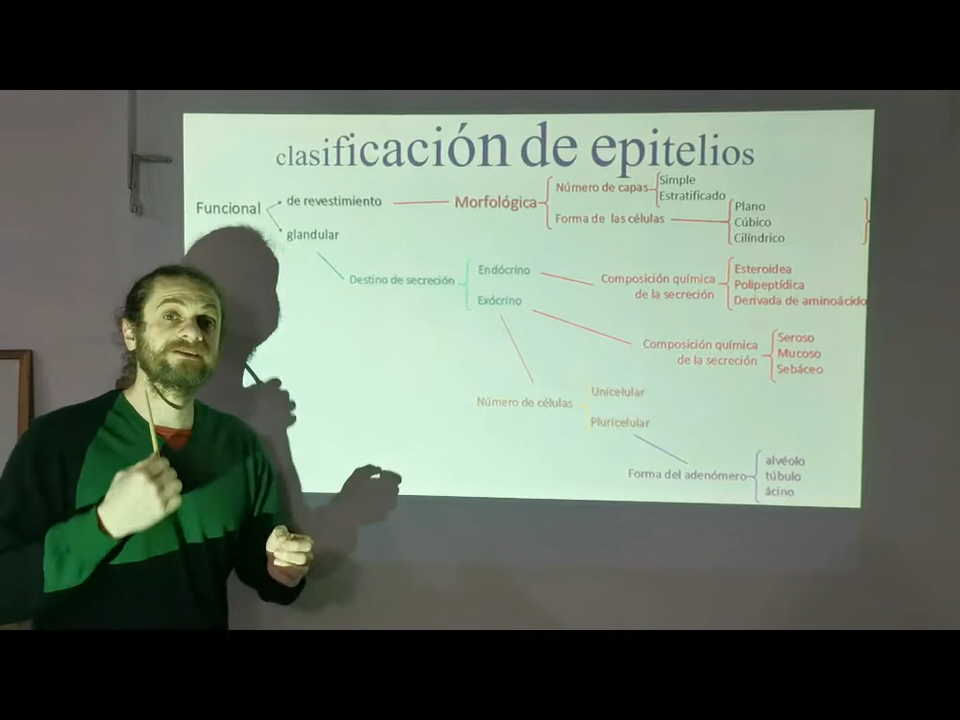 clasificación de epitelios
Funcional
de revestimiento
glandular
Morfológica
Número de capas
Simple
Estratificado
Forma de las células
Plano
Cúbico
Cilíndrico
Destino de secreción
Endócrino
Exócrino
Composición química
de la secreción
Esteroidea
Polipeptídica
Derivada de aminoácido
Composición química
de la secreción
Seroso
Mucoso
Sebáceo
Número de células
Unicelular
Pluricelular
Forma del adenómero
alvéolo
túbulo
ácino